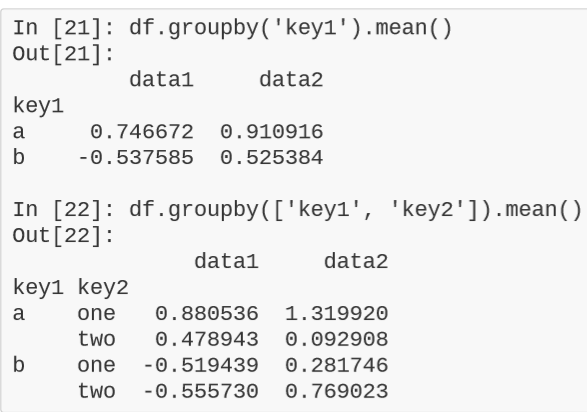 In [21]: df.groupby('key1').mean()
Out[21]:
         data1     data2
key1
a     0.746672  0.910916
b    -0.537585  0.525384

In [22]: df.groupby(['key1', 'key2']).mean()
Out[22]:
              data1     data2
key1 key2
a    one   0.880536  1.319920
     two   0.478943  0.092908
b    one  -0.519439  0.281746
     two  -0.555730  0.769023